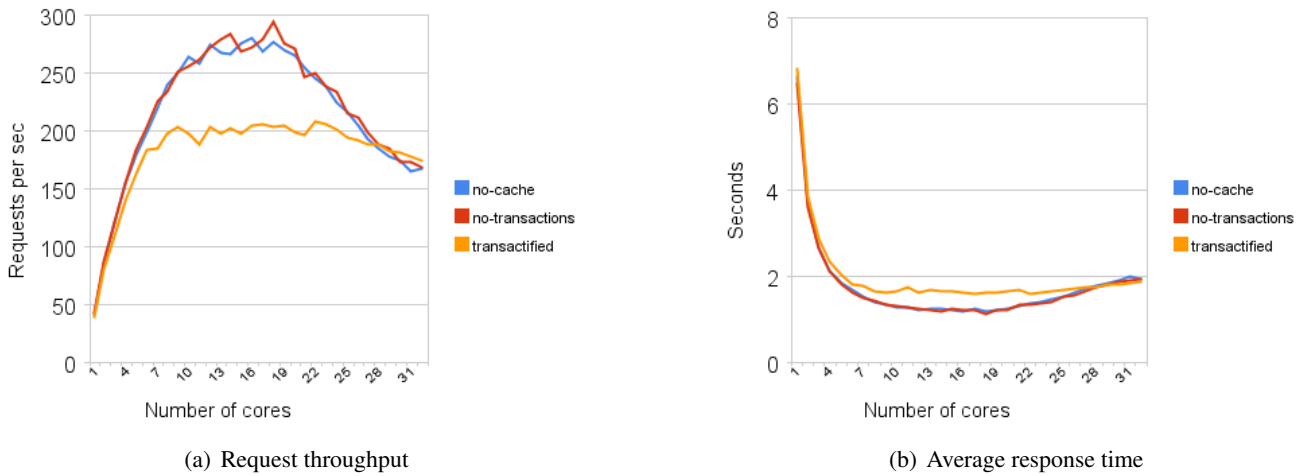 300
250
200
150
100
50
0
Requests per sec
1 4 7 10 13 16 19 22 25 28 31
Number of cores
no-cache
no-transactions
transactified
(a) Request throughput
8
6
4
2
0
Seconds
1 4 7 10 13 16 19 22 25 28 31
Number of cores
no-cache
no-transactions
transactified
(b) Average response time